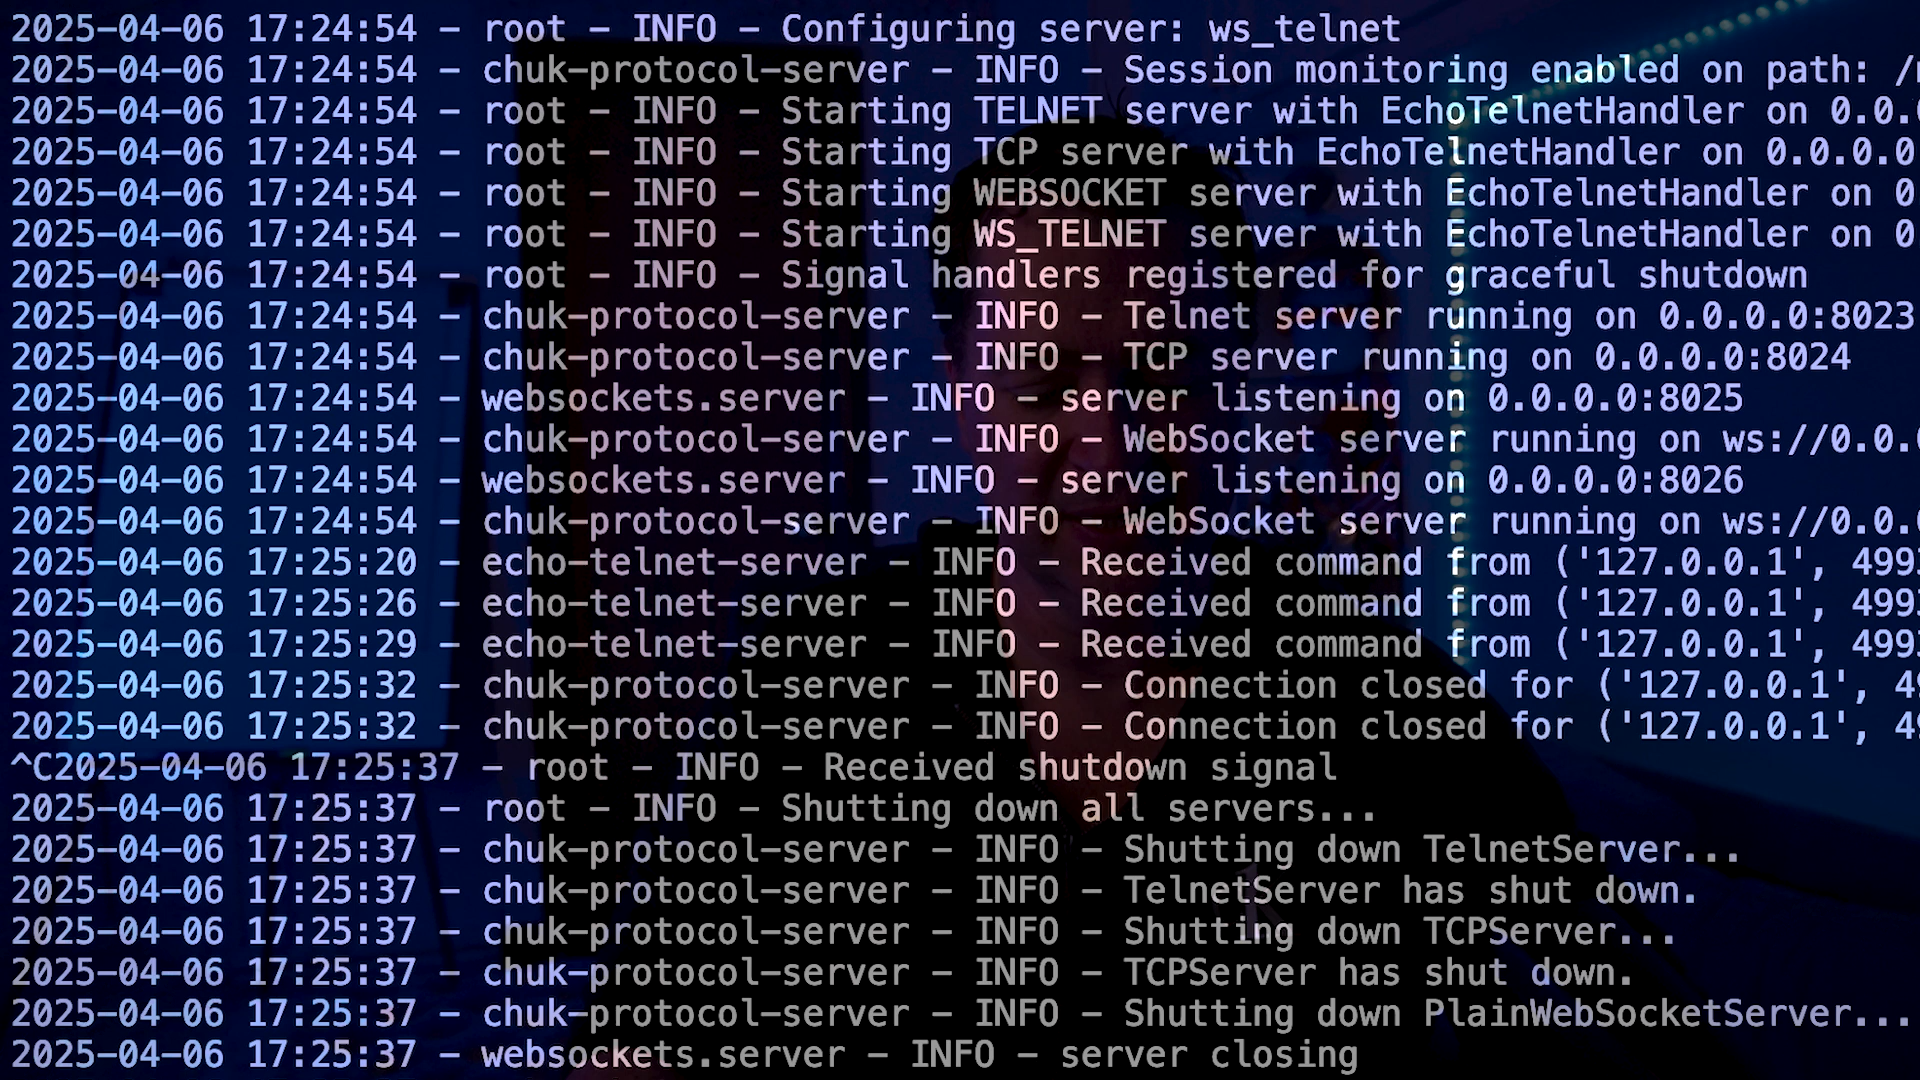 2025-04-06 17:24:54 - root - INFO - Configuring server: ws_telnet
2025-04-06 17:24:54 - chuk-protocol-server - INFO - Session monitoring enabled on path: /
2025-04-06 17:24:54 - root - INFO - Starting TELNET server with EchoTelnetHandler on 0.0.
2025-04-06 17:24:54 - root - INFO - Starting TCP server with EchoTelnetHandler on 0.0.0.0
2025-04-06 17:24:54 - root - INFO - Starting WEBSOCKET server with EchoTelnetHandler on 0
2025-04-06 17:24:54 - root - INFO - Starting WS_TELNET server with EchoTelnetHandler on 0
2025-04-06 17:24:54 - root - INFO - Signal handlers registered for graceful shutdown
2025-04-06 17:24:54 - chuk-protocol-server - INFO - Telnet server running on 0.0.0.0:8023
2025-04-06 17:24:54 - chuk-protocol-server - INFO - TCP server running on 0.0.0.0:8024
2025-04-06 17:24:54 - websockets.server - INFO - server listening on 0.0.0.0:8025
2025-04-06 17:24:54 - chuk-protocol-server - INFO - WebSocket server running on ws://0.0.
2025-04-06 17:24:54 - websockets.server - INFO - server listening on 0.0.0.0:8026
2025-04-06 17:24:54 - chuk-protocol-server - INFO - WebSocket server running on ws://0.0.
2025-04-06 17:25:20 - echo-telnet-server - INFO - Received command from ('127.0.0.1', 499
2025-04-06 17:25:26 - echo-telnet-server - INFO - Received command from ('127.0.0.1', 499
2025-04-06 17:25:29 - echo-telnet-server - INFO - Received command from ('127.0.0.1', 499
2025-04-06 17:25:32 - chuk-protocol-server - INFO - Connection closed for ('127.0.0.1', 4
2025-04-06 17:25:32 - chuk-protocol-server - INFO - Connection closed for ('127.0.0.1', 4
^C2025-04-06 17:25:37 - root - INFO - Received shutdown signal
2025-04-06 17:25:37 - root - INFO - Shutting down all servers...
2025-04-06 17:25:37 - chuk-protocol-server - INFO - Shutting down TelnetServer...
2025-04-06 17:25:37 - chuk-protocol-server - INFO - TelnetServer has shut down.
2025-04-06 17:25:37 - chuk-protocol-server - INFO - Shutting down TCPServer...
2025-04-06 17:25:37 - chuk-protocol-server - INFO - TCPServer has shut down.
2025-04-06 17:25:37 - chuk-protocol-server - INFO - Shutting down PlainWebSocketServer...
2025-04-06 17:25:37 - websockets.server - INFO - server closing